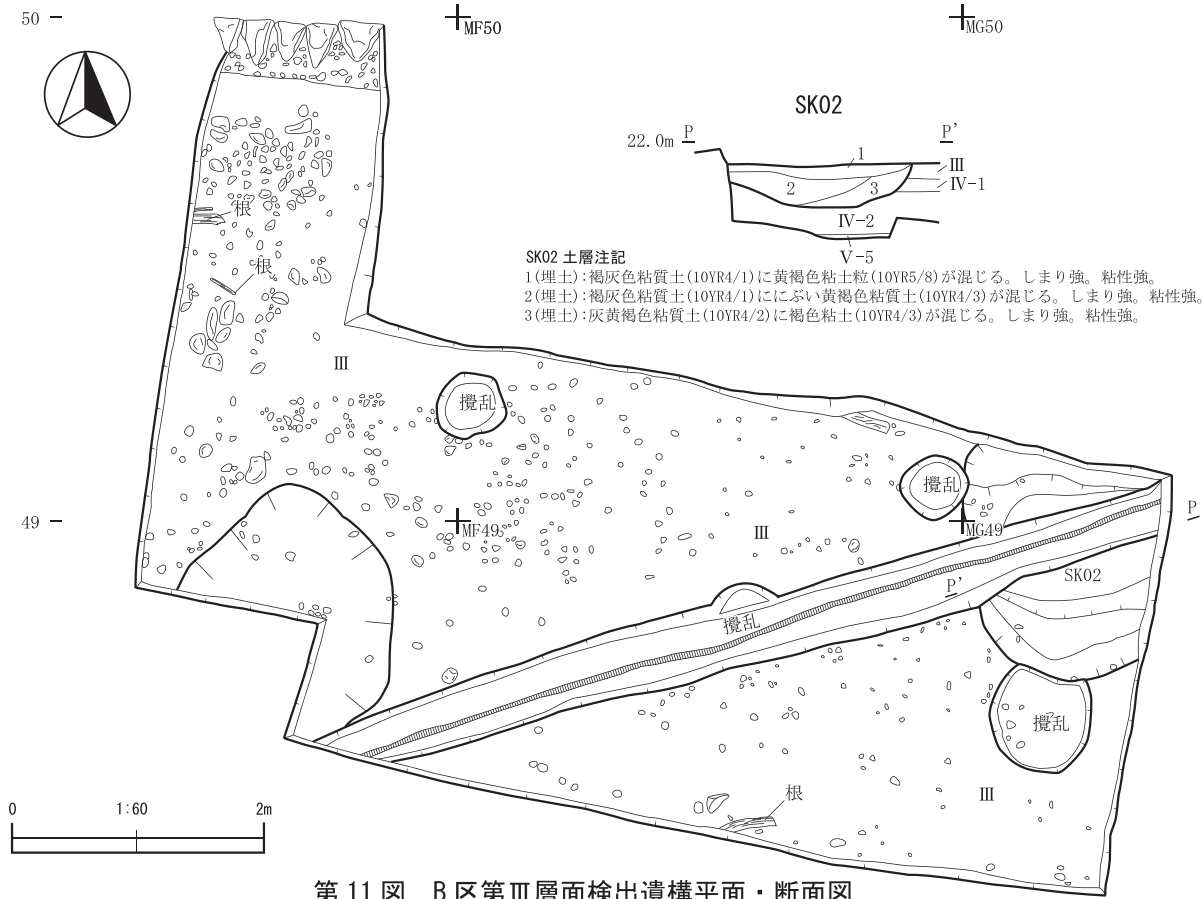 50
MF50
MG50
SK02
22.0m P
P'
1
2
3
III
IV-1
IV-2
V-5
SK02 土層注記
1(埋土):褐灰色粘質土(10YR4/1)に黄褐色粘土粒(10YR5/8)が混じる。しまり強。粘性強。
2(埋土):褐灰色粘質土(10YR4/1)ににぶい黄褐色粘質土(10YR4/3)が混じる。しまり強。粘性強。
3(埋土):灰黄褐色粘質土(10YR4/2)に褐色粘土(10YR4/3)が混じる。しまり強。粘性強。
根
根
III
攪乱
攪乱
49
MF49
III
MG49
P
SK02
P'
攪乱
攪乱
根
III
0 1:60 2m
第11図 B区第Ⅲ層面検出遺構平面・断面図